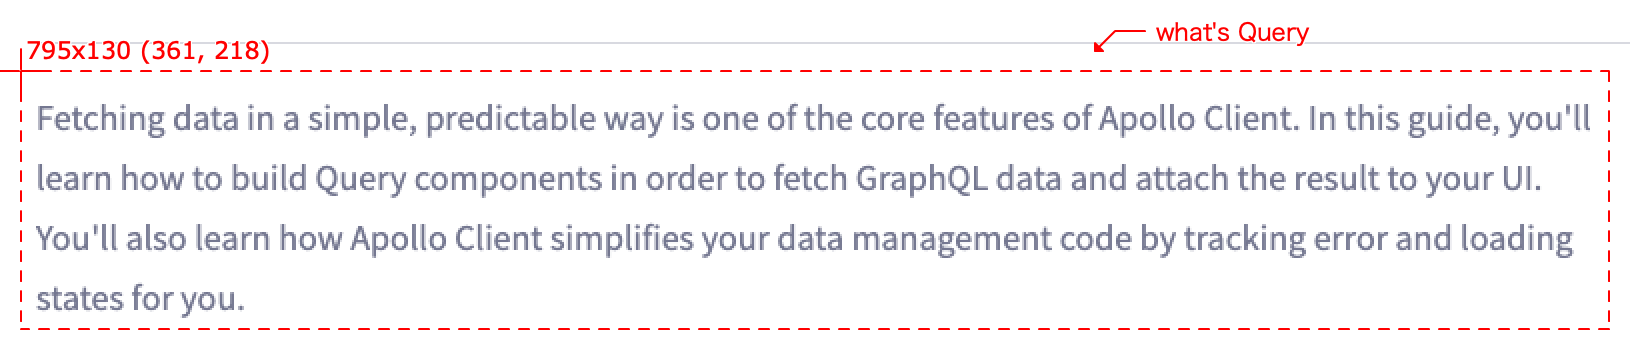 what's Query
795x130 (361, 218)
Fetching data in a simple, predictable way is one of the core features of Apollo Client. In this guide, you'll
learn how to build Query components in order to fetch GraphQL data and attach the result to your UI.
You'll also learn how Apollo Client simplifies your data management code by tracking error and loading
states for you.